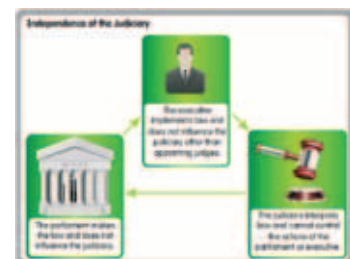 Independence of the Judiciary
The executive
implements law and
does not influence the
judiciary other than
appointing judges.
The parliament makes
the law and does not
influence the judiciary.
The judiciary interprets
law and cannot control
the actions of the
parliament or executive.